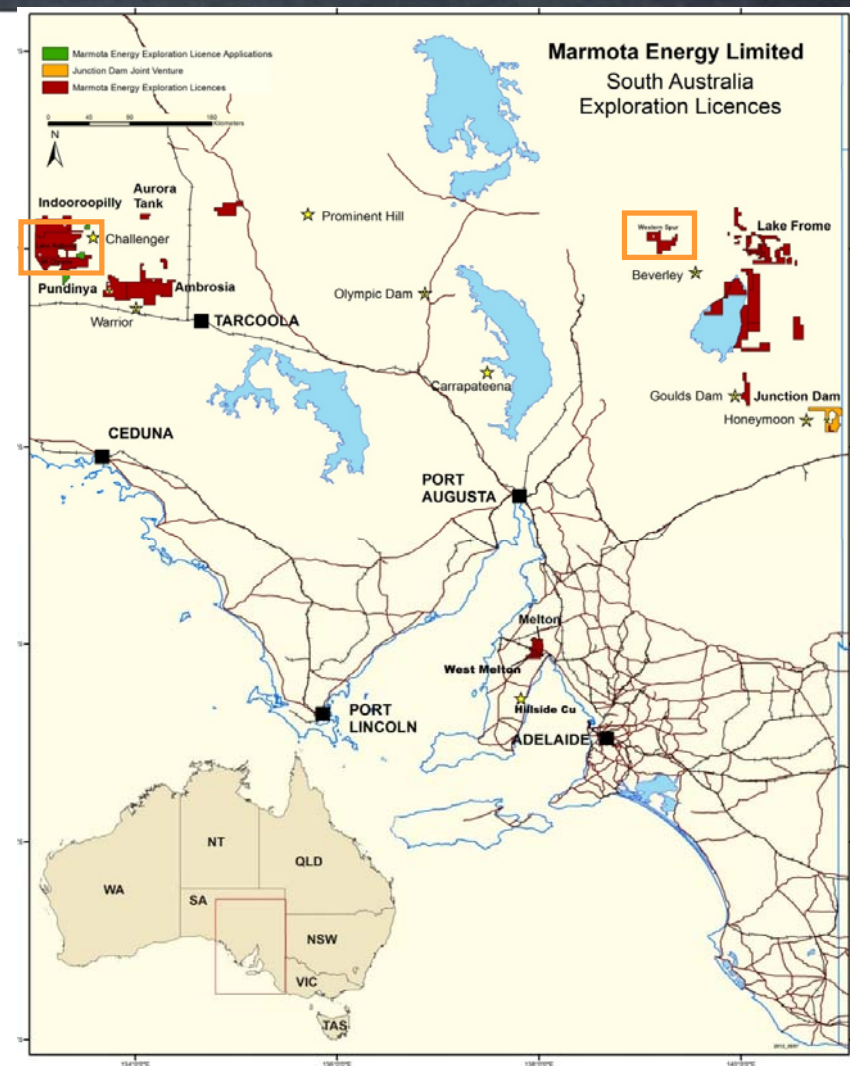 Marmota Energy Exploration Licence Applications
Junction Dam Joint Venture
Marmota Energy Exploration Licences
Marmota Energy Limited
South Australia
Exploration Licences
0
Kilometers
N
Indooroopilly
Aurora
Tank
Prominent Hill
Challenger
Western Spur
Lake Frome
Beverley
Pundinya
Ambrosia
Olympic Dam
Warrior
TARCOOLA
Carrapateena
Goulds Dam
Junction Dam
Honeymoon
CEDUNA
PORT
AUGUSTA
Melton
West Melton
Hillside Cu
PORT
LINCOLN
ADELAIDE
NT
QLD
WA
SA
NSW
VIC
TAS